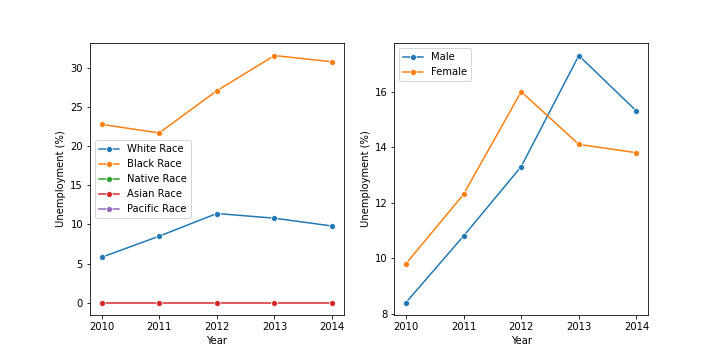 Unemployment (%)
30
25
20
15
10
5
0
White Race
Black Race
Native Race
Asian Race
Pacific Race
2010 2011 2012 2013 2014
Year
Unemployment (%)
16
14
12
10
8
Male
Female
2010 2011 2012 2013 2014
Year